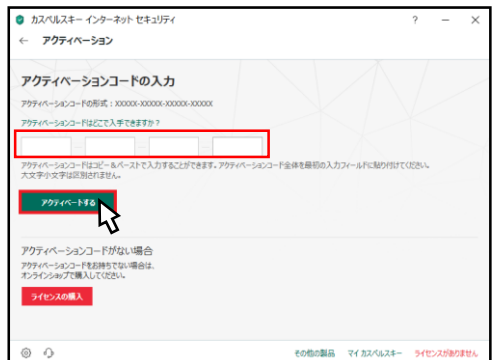 カスペルスキー インターネット セキュリティ
アクティベーション
アクティベーションコードの入力
アクティベーションコードの形式：XXXXX-XXXXX-XXXXX-XXXXX
アクティベーションコードはどこで入手できますか？
アクティベーションコードはコピー＆ペーストで入力することができます。アクティベーションコード全体を最初の入力フィールドに貼り付けてください。
大文字小文字は区別されません。
アクティベートする
アクティベーションコードがない場合
アクティベーションコードをお持ちでない場合は、
オンラインショップで購入してください。
ライセンスの購入
その他の製品 マイ カスペルスキー ライセンスがありません